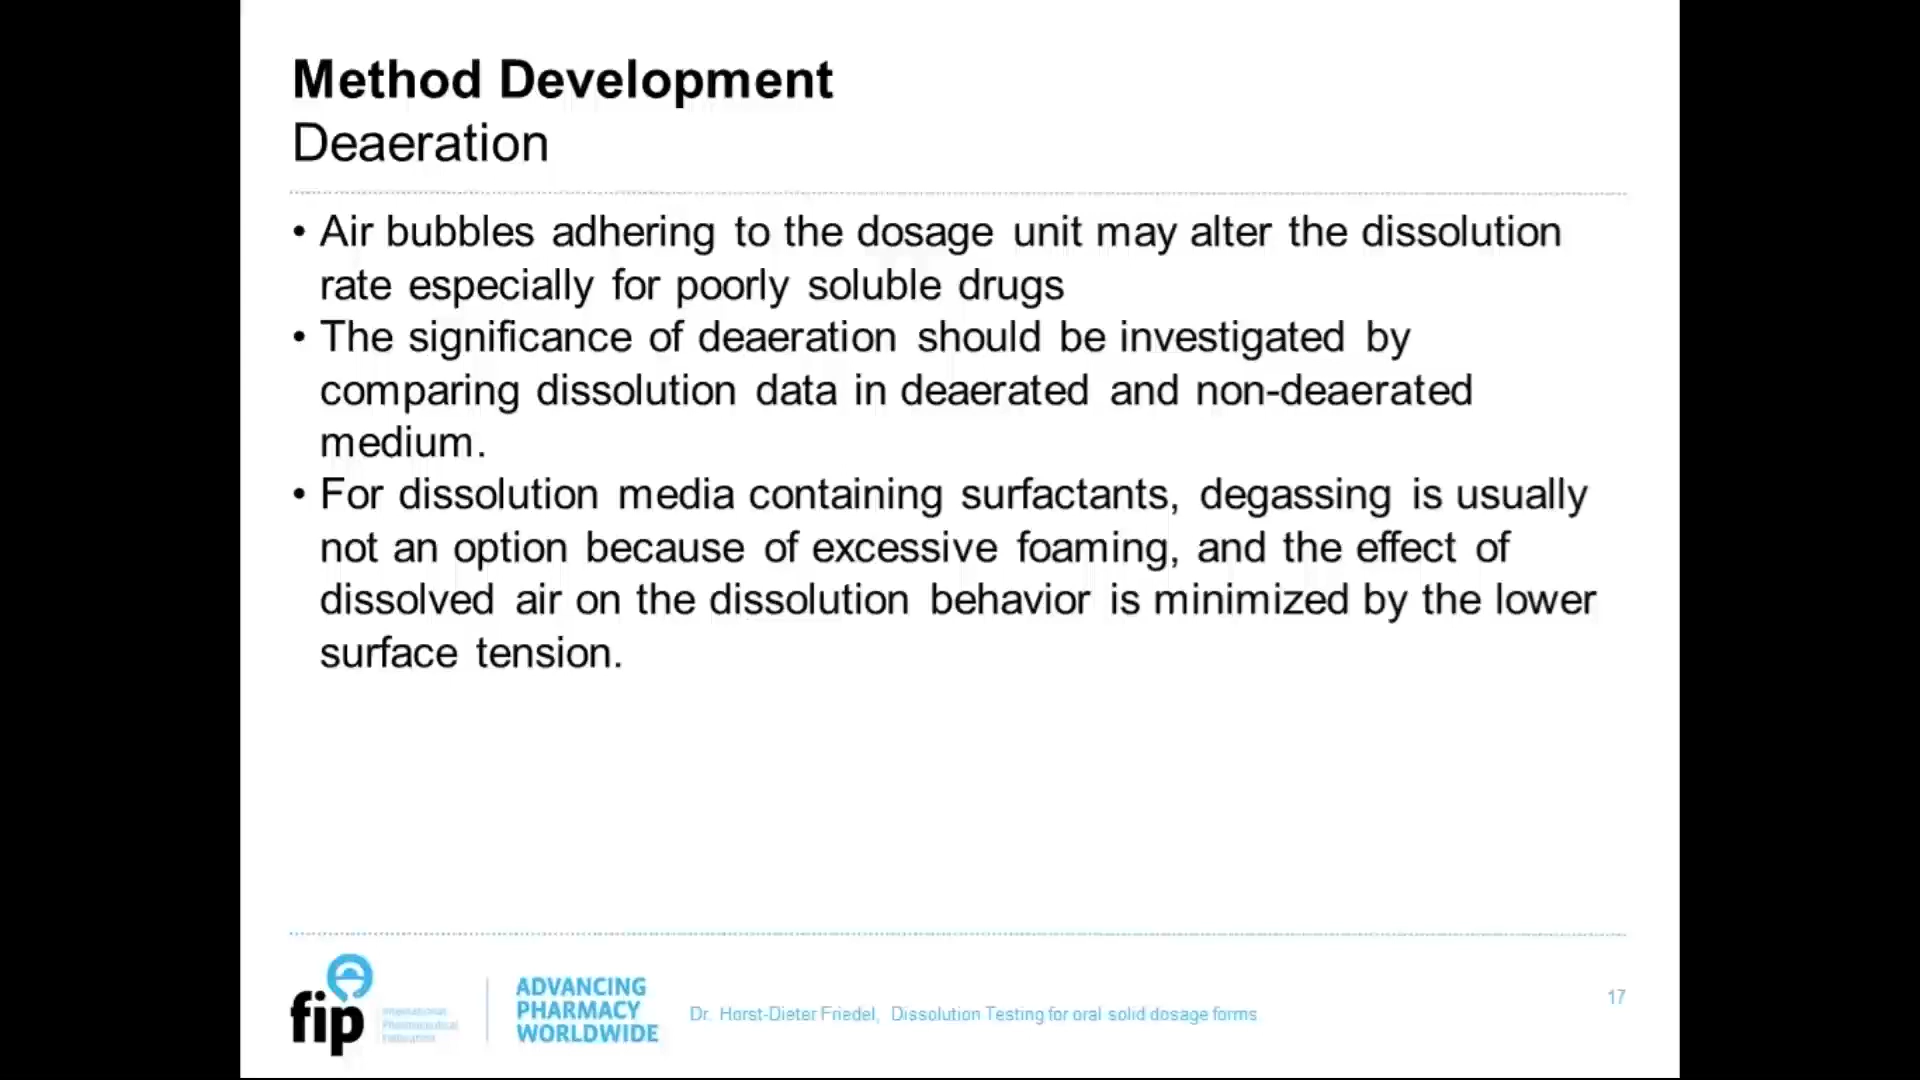 Method Development
Deaeration
• Air bubbles adhering to the dosage unit may alter the dissolution
rate especially for poorly soluble drugs
• The significance of deaeration should be investigated by
comparing dissolution data in deaerated and non-deaerated
medium.
• For dissolution media containing surfactants, degassing is usually
not an option because of excessive foaming, and the effect of
dissolved air on the dissolution behavior is minimized by the lower
surface tension.
fip
International
Pharmaceutical
Federation
ADVANCING
PHARMACY
WORLDWIDE
Dr. Horst-Dieter Friedel, Dissolution Testing for oral solid dosage forms
17